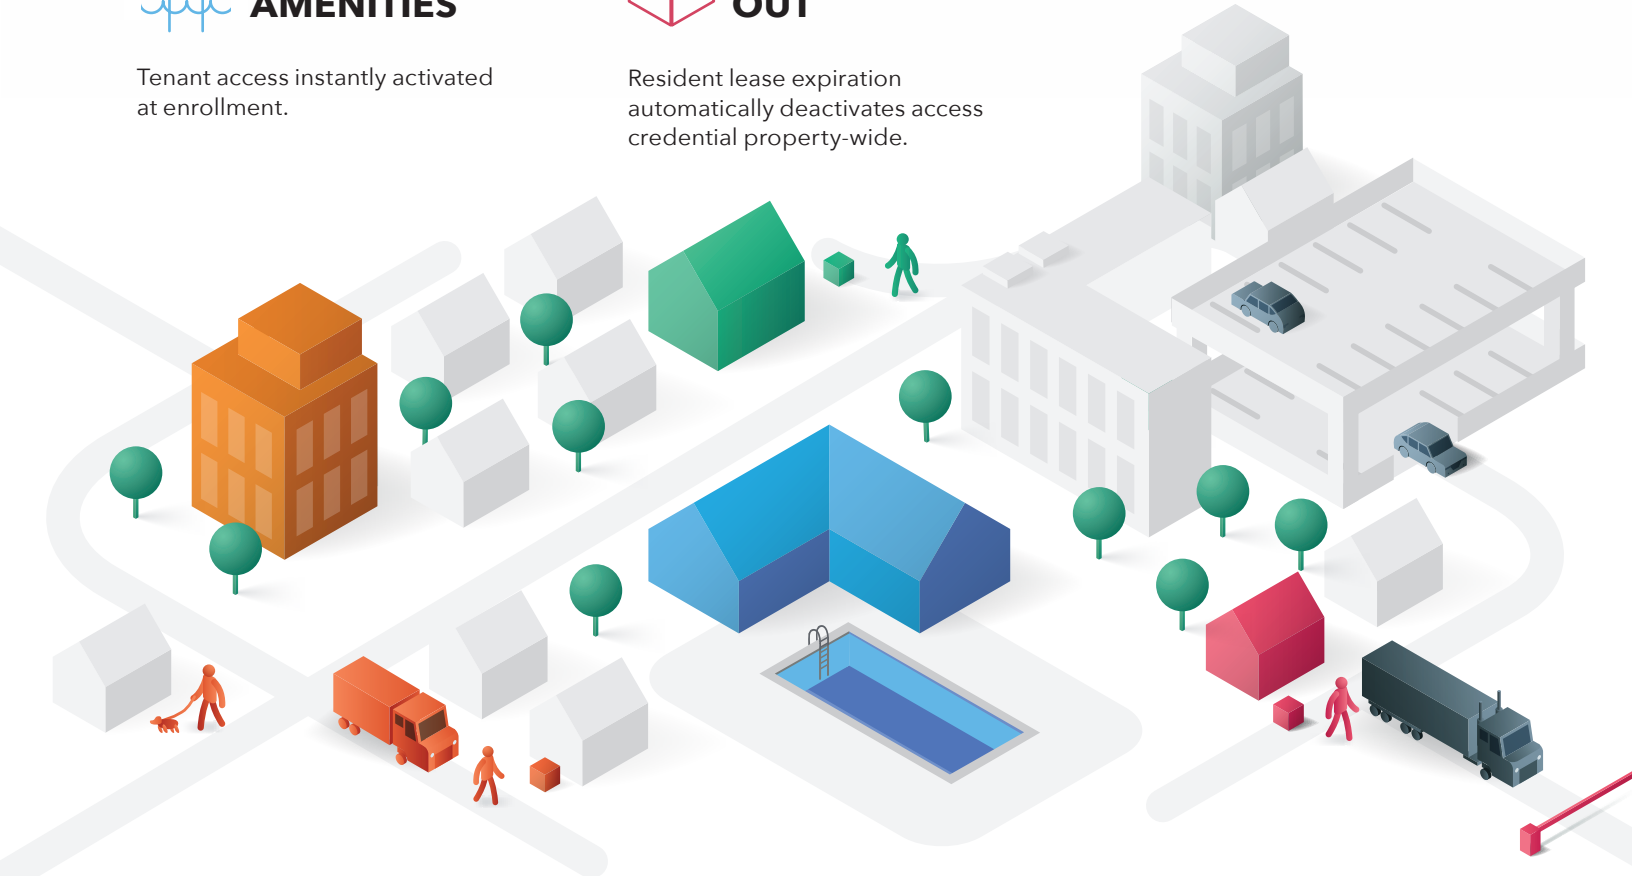 AMENITIES
Tenant access instantly activated
at enrollment.
OUT
Resident lease expiration
automatically deactivates access
credential property-wide.